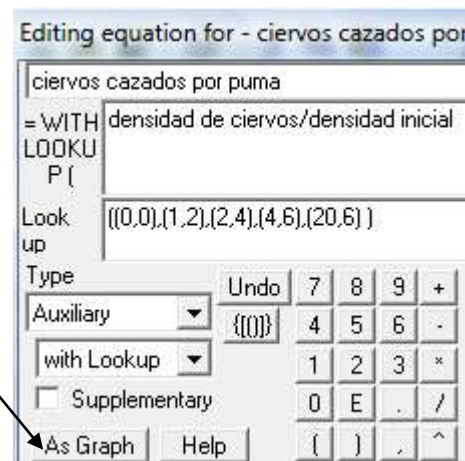 Editing equation for - ciervos cazados por
ciervos cazados por puma
= WITH LOOKU P (
densidad de ciervos/densidad inicial
Look up
((0,0),(1,2),(2,4),(4,6),(20,6) )
Type
Undo 7 8 9 +
Auxiliary
{[()]} 4 5 6 -
with Lookup 1 2 3 *
Supplementary 0 E . /
As Graph Help ( ) , ^